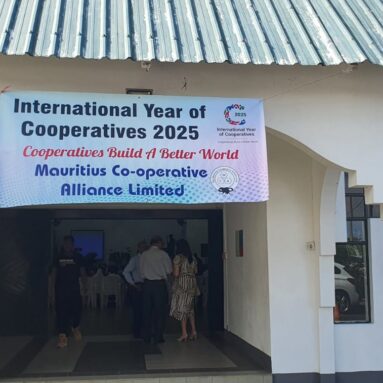 International Year of
Cooperatives 2025
Cooperatives Build A Better World
Mauritius Co-operative
Alliance Limited
2025
International Year
of Cooperatives